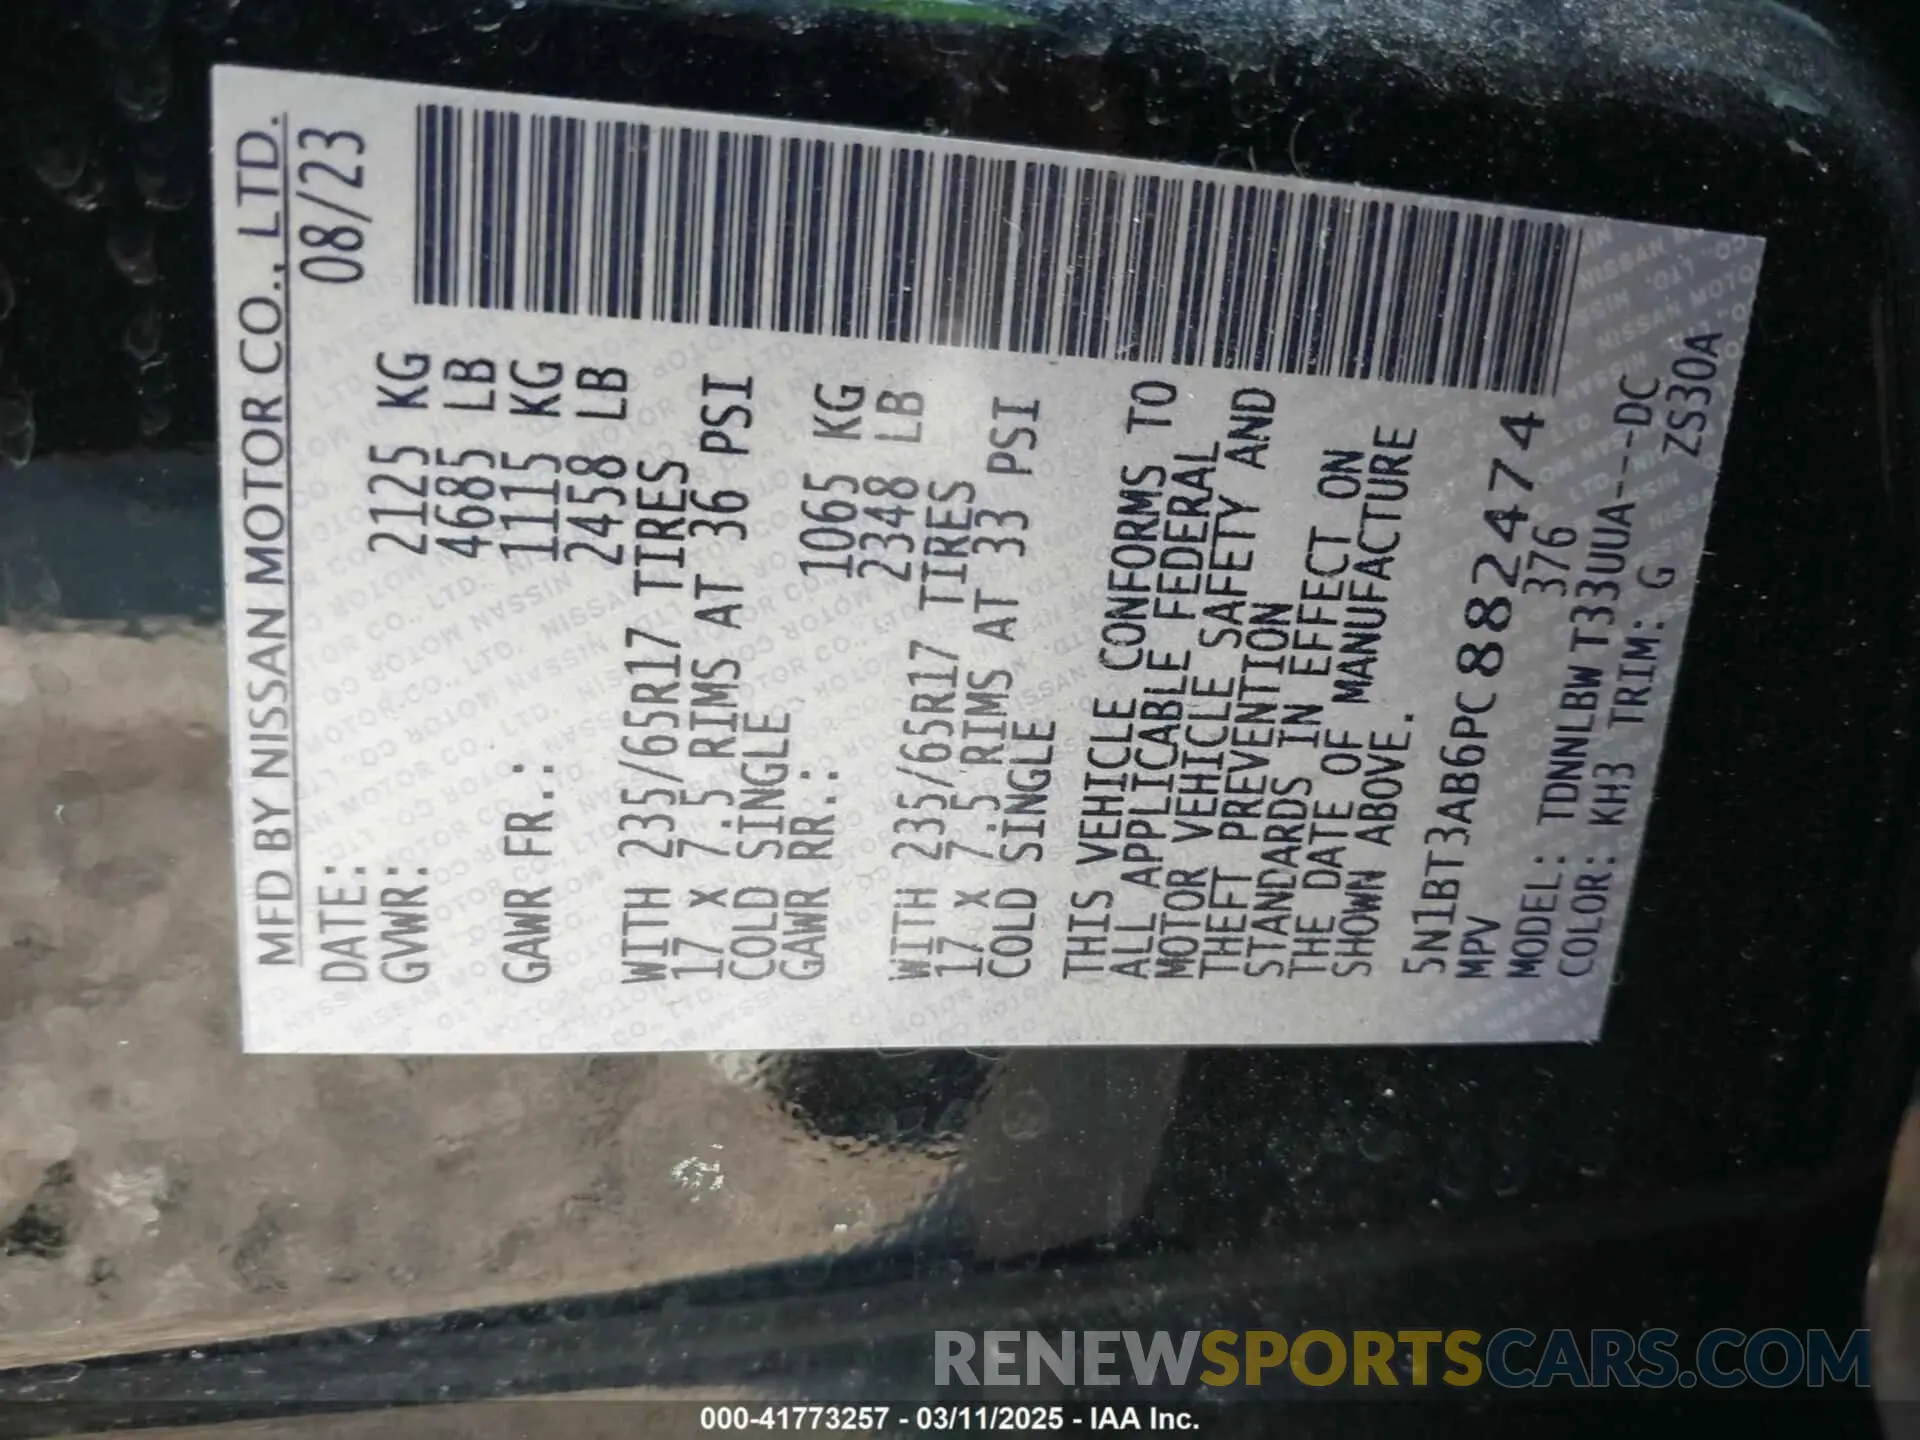 MFD BY NISSAN MOTOR CO., LTD.
DATE: 08/23
GVWR: 2125 KG
4685 LB
GAWR FR.: 1115 KG
2458 LB
WITH 235/65R17 TIRES
17 X 7.5 RIMS AT 36 PSI
COLD SINGLE
GAWR RR.: 1065 KG
2348 LB
WITH 235/65R17 TIRES
17 X 7.5 RIMS AT 33 PSI
COLD SINGLE
THIS VEHICLE CONFORMS TO
ALL APPLICABLE FEDERAL
MOTOR VEHICLE SAFETY AND
THEFT PREVENTION
STANDARDS IN EFFECT ON
THE DATE OF MANUFACTURE
SHOWN ABOVE.
5N1BT3AB6PC8824474
MPV 376
MODEL: TDNNLBW T33UUA---DC
COLOR: KH3 TRIM: G ZS30A
RENEWSPORTSCARS.COM
000-41773257 - 03/11/2025 - IAA Inc.